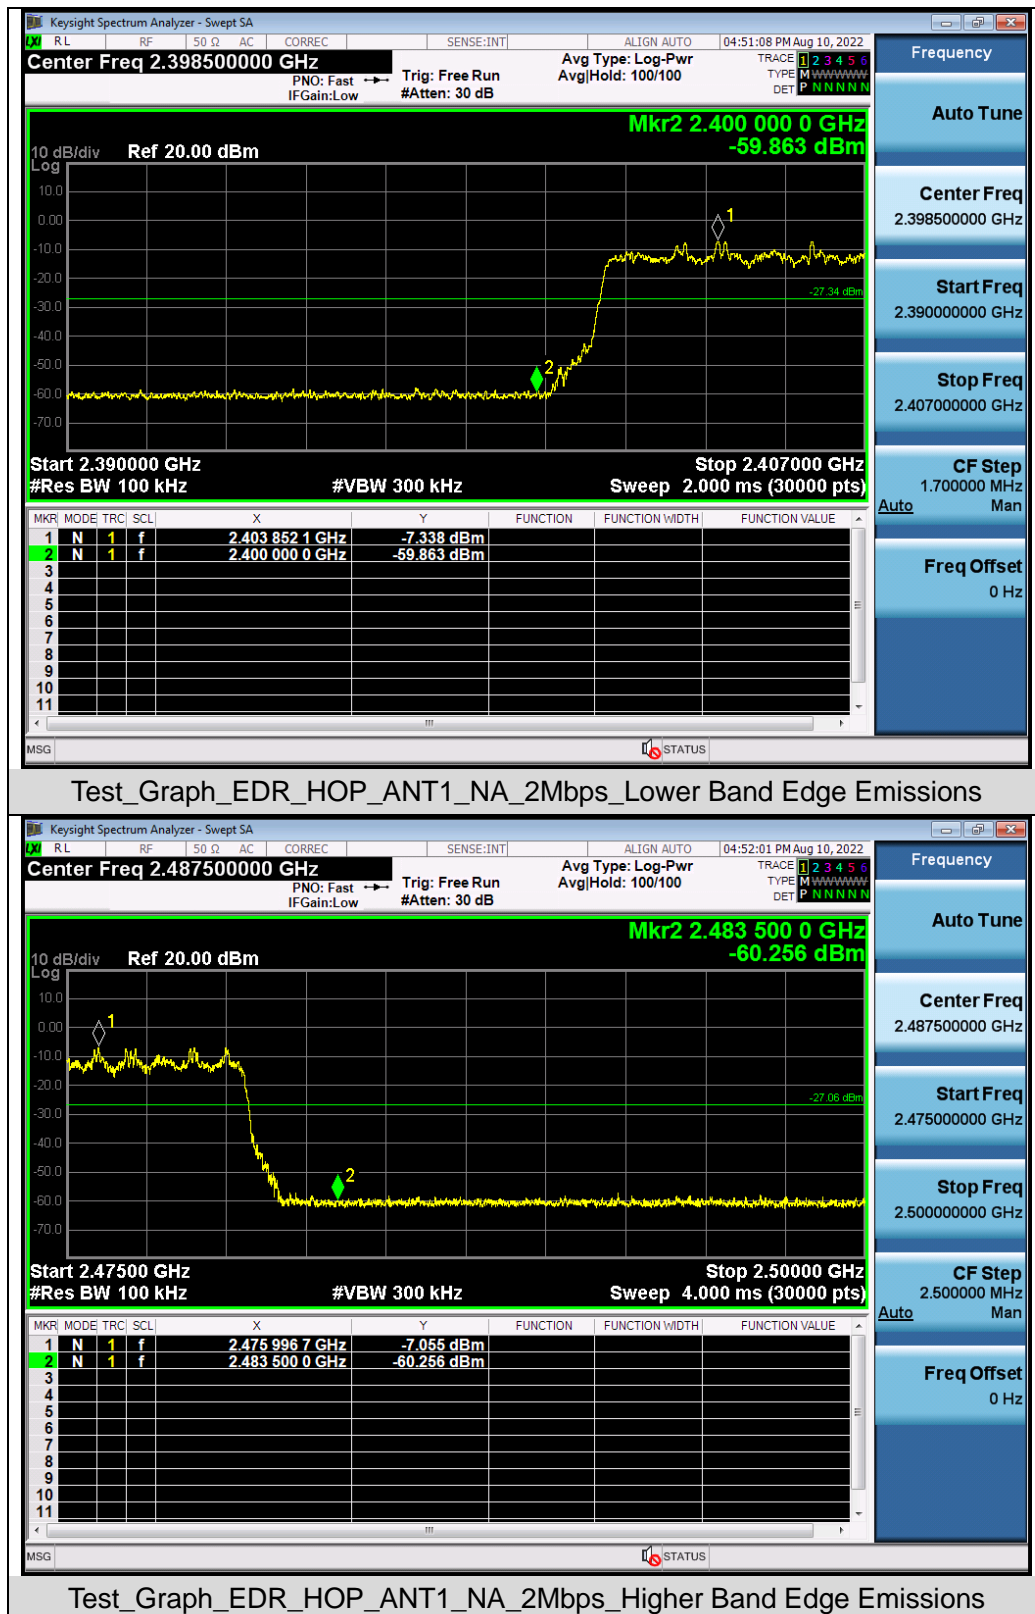 Keysight Spectrum Analyzer - Swept SA
LXI RL RF 50 Ω AC CORREC SENSE:INT ALIGN AUTO 04:51:08 PM Aug 10, 2022
Center Freq 2.398500000 GHz
PNO: Fast
IFGain:Low
Trig: Free Run
#Atten: 30 dB
Avg Type: Log-Pwr
Avg|Hold: 100/100
TRACE 1 2 3 4 5 6
TYPE M WWWWW
DET P N N N N N
Mkr2 2.400 000 0 GHz
-59.863 dBm
10 dB/div Ref 20.00 dBm
Log
10.0
0.00
-10.0
-20.0
-30.0
-40.0
-50.0
-60.0
-70.0
1
-27.34 dBm
2
Start 2.390000 GHz Stop 2.407000 GHz
#Res BW 100 kHz #VBW 300 kHz Sweep 2.000 ms (30000 pts)
MKR MODE TRC SCL X Y FUNCTION FUNCTION WIDTH FUNCTION VALUE
1 N 1 f 2.403 852 1 GHz -7.338 dBm
2 N 1 f 2.400 000 0 GHz -59.863 dBm
3
4
5
6
7
8
9
10
11
MSG STATUS
Frequency
Auto Tune
Center Freq
2.398500000 GHz
Start Freq
2.390000000 GHz
Stop Freq
2.407000000 GHz
CF Step
1.700000 MHz
Auto Man
Freq Offset
0 Hz
Test_Graph_EDR_HOP_ANT1_NA_2Mbps_Lower Band Edge Emissions
Keysight Spectrum Analyzer - Swept SA
LXI RL RF 50 Ω AC CORREC SENSE:INT ALIGN AUTO 04:52:01 PM Aug 10, 2022
Center Freq 2.487500000 GHz
PNO: Fast
IFGain:Low
Trig: Free Run
#Atten: 30 dB
Avg Type: Log-Pwr
Avg|Hold: 100/100
TRACE 1 2 3 4 5 6
TYPE M WWWWW
DET P N N N N N
Mkr2 2.483 500 0 GHz
-60.256 dBm
10 dB/div Ref 20.00 dBm
Log
10.0
0.00
-10.0
-20.0
-30.0
-40.0
-50.0
-60.0
-70.0
1
-27.06 dBm
2
Start 2.47500 GHz Stop 2.50000 GHz
#Res BW 100 kHz #VBW 300 kHz Sweep 4.000 ms (30000 pts)
MKR MODE TRC SCL X Y FUNCTION FUNCTION WIDTH FUNCTION VALUE
1 N 1 f 2.475 996 7 GHz -7.055 dBm
2 N 1 f 2.483 500 0 GHz -60.256 dBm
3
4
5
6
7
8
9
10
11
MSG STATUS
Frequency
Auto Tune
Center Freq
2.487500000 GHz
Start Freq
2.475000000 GHz
Stop Freq
2.500000000 GHz
CF Step
2.500000 MHz
Auto Man
Freq Offset
0 Hz
Test_Graph_EDR_HOP_ANT1_NA_2Mbps_Higher Band Edge Emissions